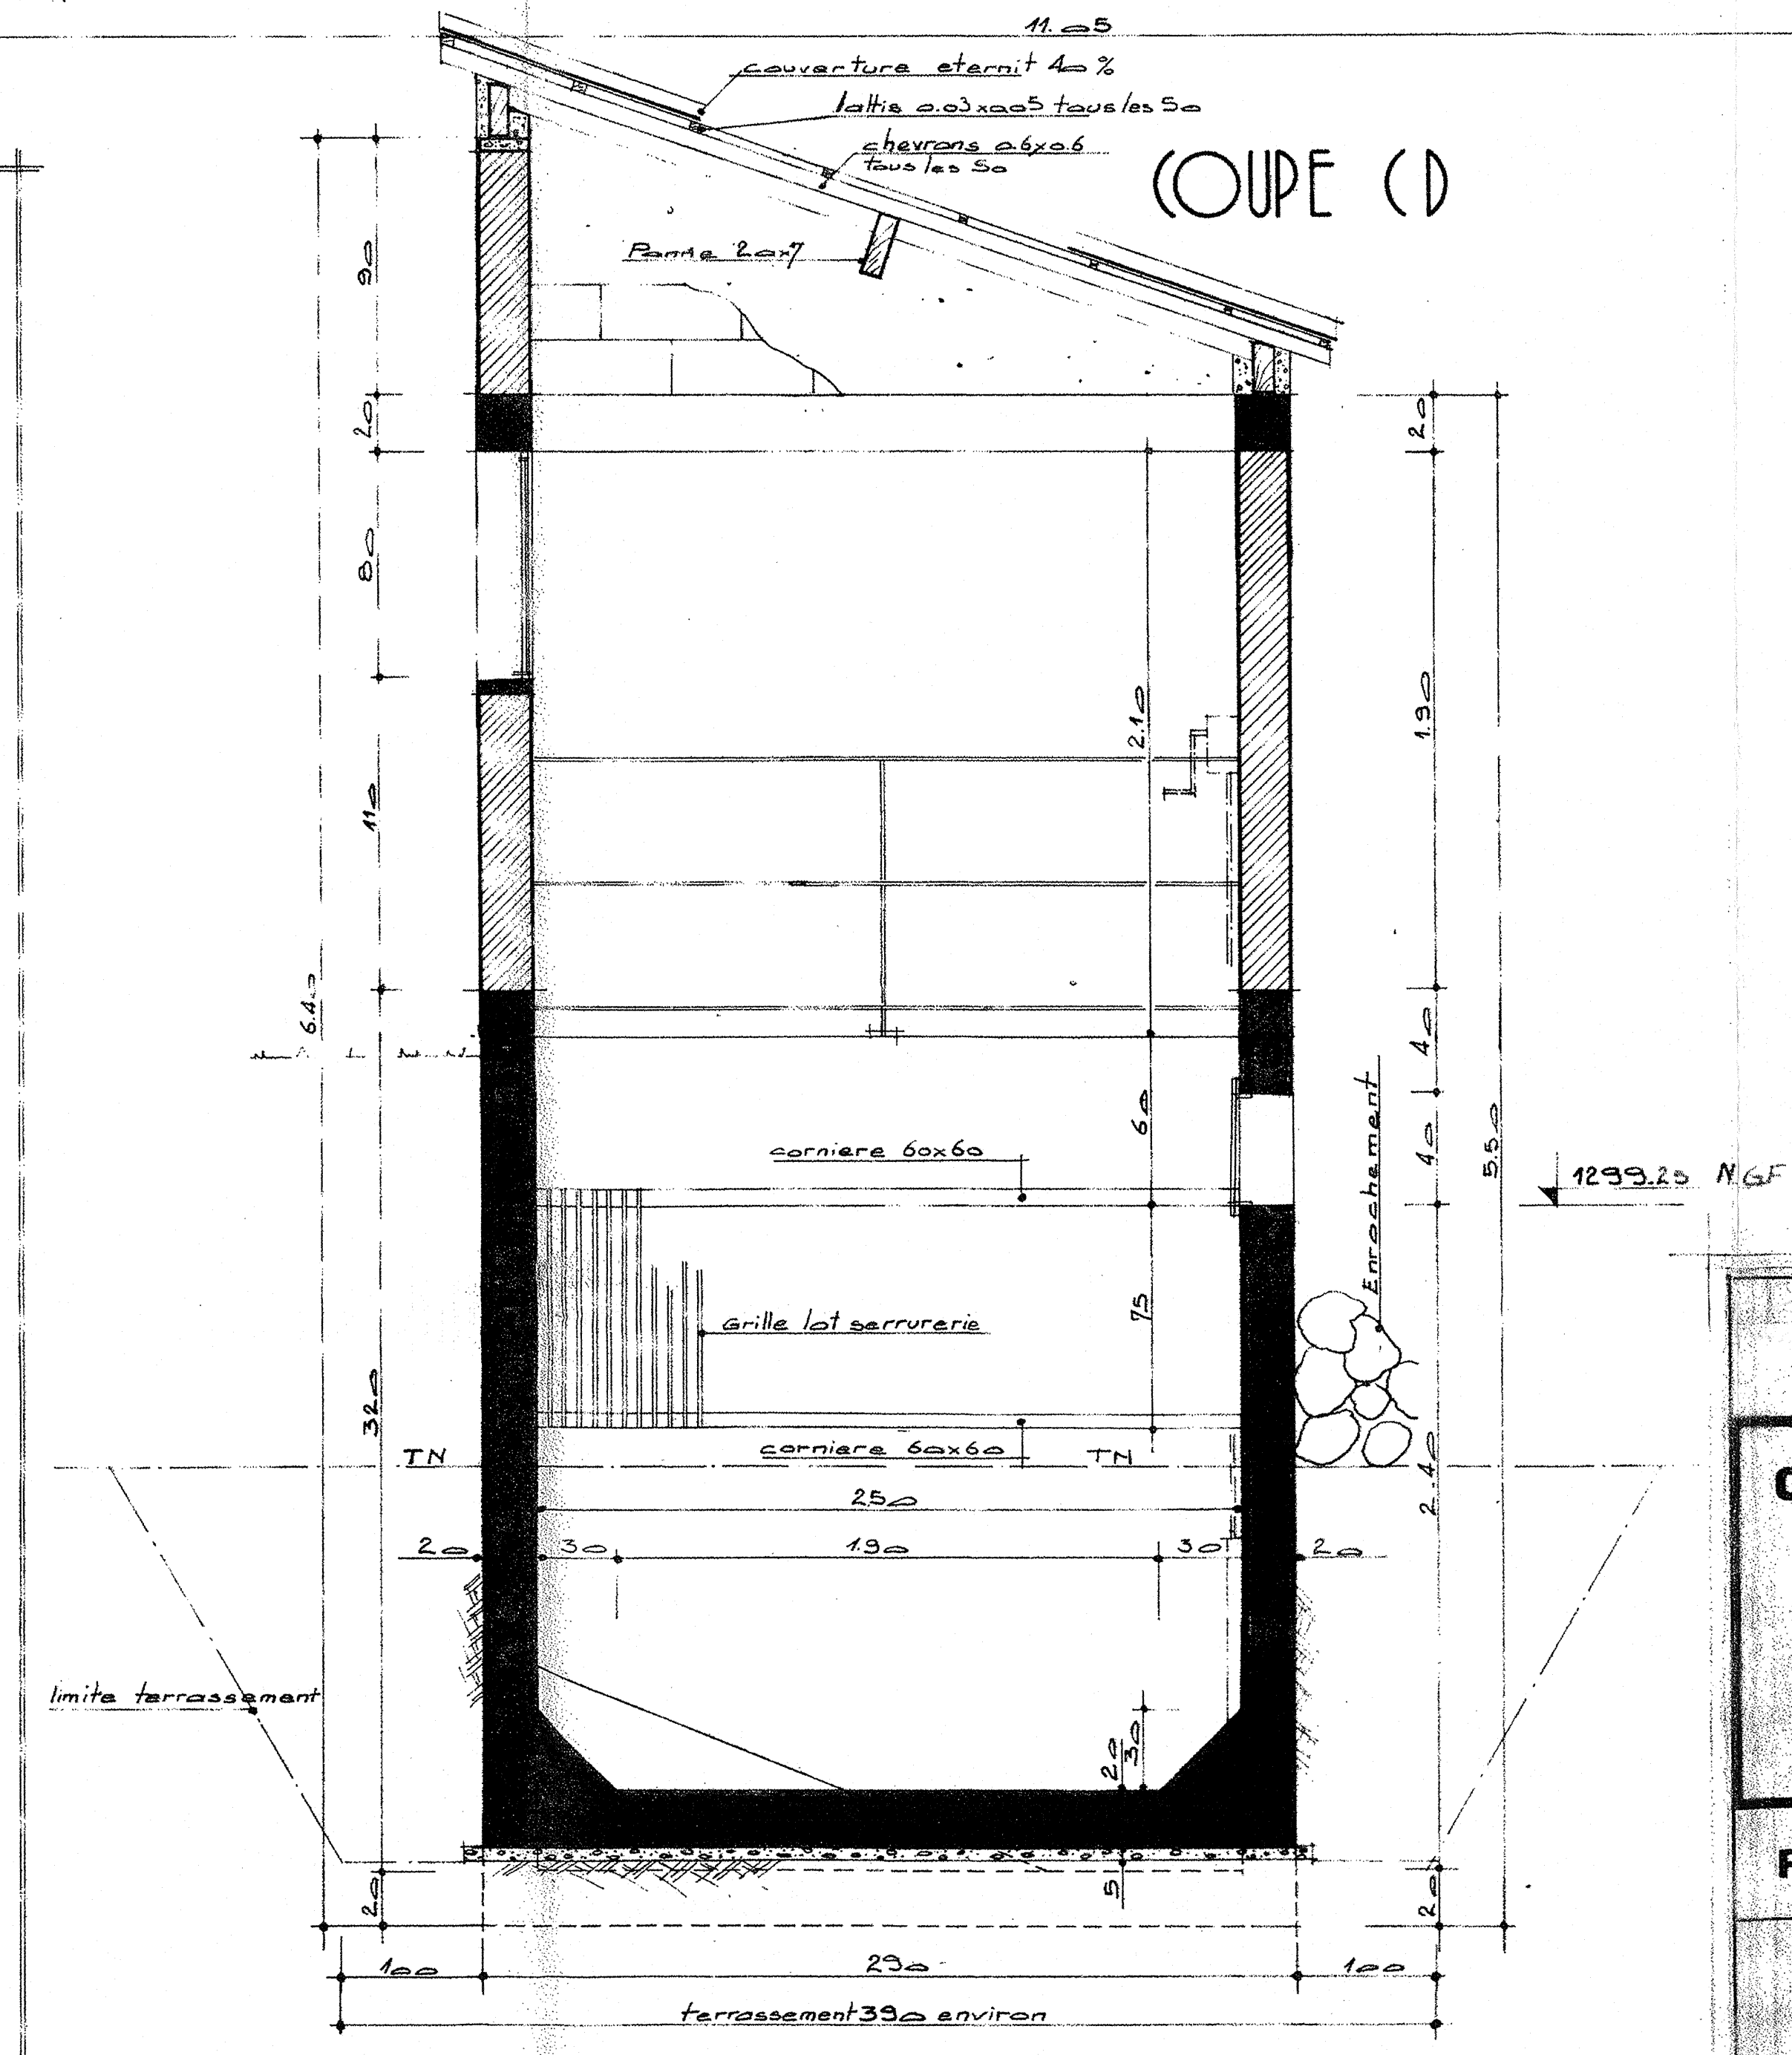 11.05
couverture eternit 40 %
lattis 0.03x0.05 tous les 50
chevrons 0.6x0.6
tous les 50
COUPE CD
Panne 20x7
90
20
80
110
6.40
320
20
20
1.90
40
40
5.50
2.40
20
2.10
60
75
corniere 60x60
Enrochement
1299.25 NGF
Grille lot serrurerie
TN
corniere 60x60
TN
250
20
30
1.90
30
20
limite terrassement
20
30
5
100
290
100
terrassement 390 environ